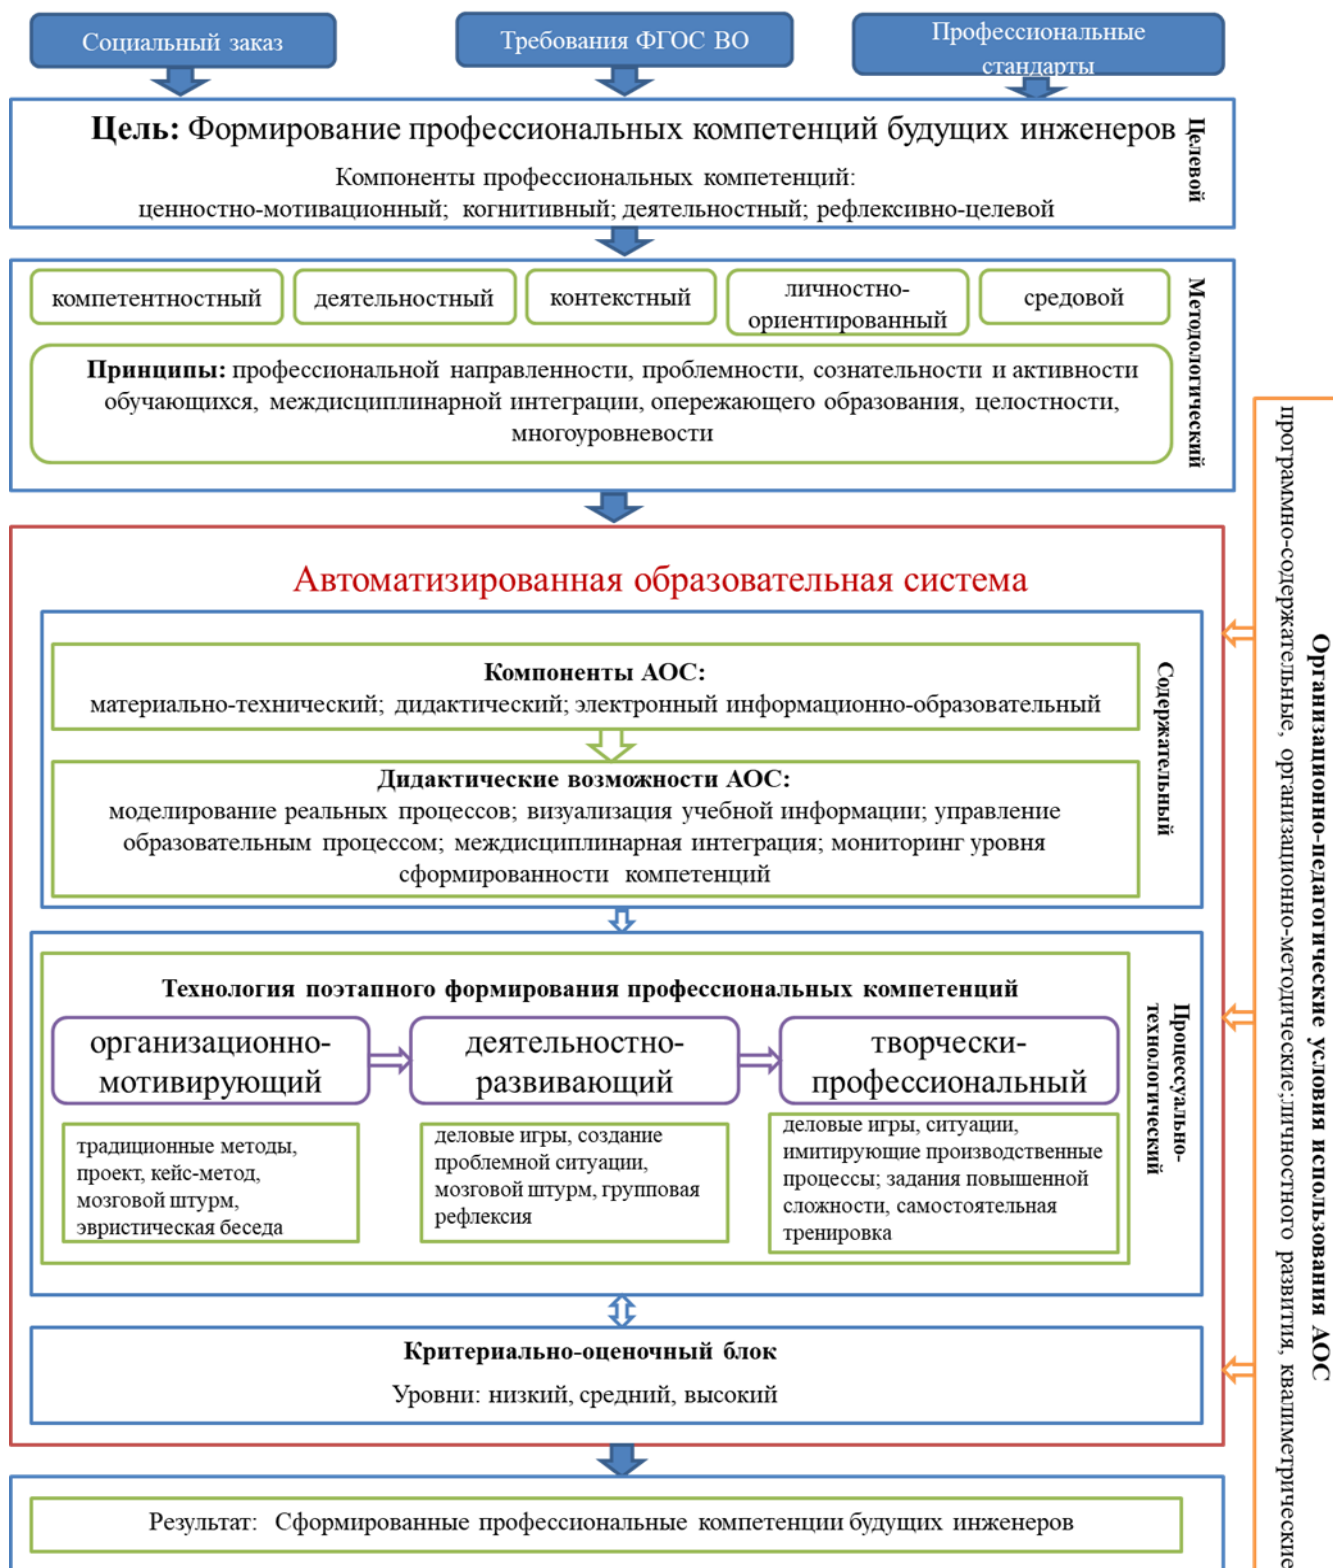 Социальный заказ
Требования ФГОС ВО
Профессиональные
стандарты
Цель: Формирование профессиональных компетенций будущих инженеров
Компоненты профессиональных компетенций:
ценностно-мотивационный; когнитивный; деятельностный; рефлексивно-целевой
Целевой
компетентностный
деятельностный
контекстный
личностно-
ориентированный
средовой
Принципы: профессиональной направленности, проблемности, сознательности и активности
обучающихся, междисциплинарной интеграции, опережающего образования, целостности,
многоуровневости
Методологический
Автоматизированная образовательная система
Компоненты АОС:
материально-технический; дидактический; электронный информационно-образовательный
Дидактические возможности АОС:
моделирование реальных процессов; визуализация учебной информации; управление
образовательным процессом; междисциплинарная интеграция; мониторинг уровня
сформированности компетенций
Содержательный
Технология поэтапного формирования профессиональных компетенций
организационно-
мотивирующий
деятельностно-
развивающий
творчески-
профессиональный
традиционные методы,
проект, кейс-метод,
мозговой штурм,
эвристическая беседа
деловые игры, создание
проблемной ситуации,
мозговой штурм, групповая
рефлексия
деловые игры, ситуации,
имитирующие производственные
процессы; задания повышенной
сложности, самостоятельная
тренировка
Процессуально-
технологический
Критериально-оценочный блок
Уровни: низкий, средний, высокий
Результат: Сформированные профессиональные компетенции будущих инженеров
Организационно-педагогические условия использования АОС
программно-содержательные, организационно-методические;личностного развития, квалиметрические